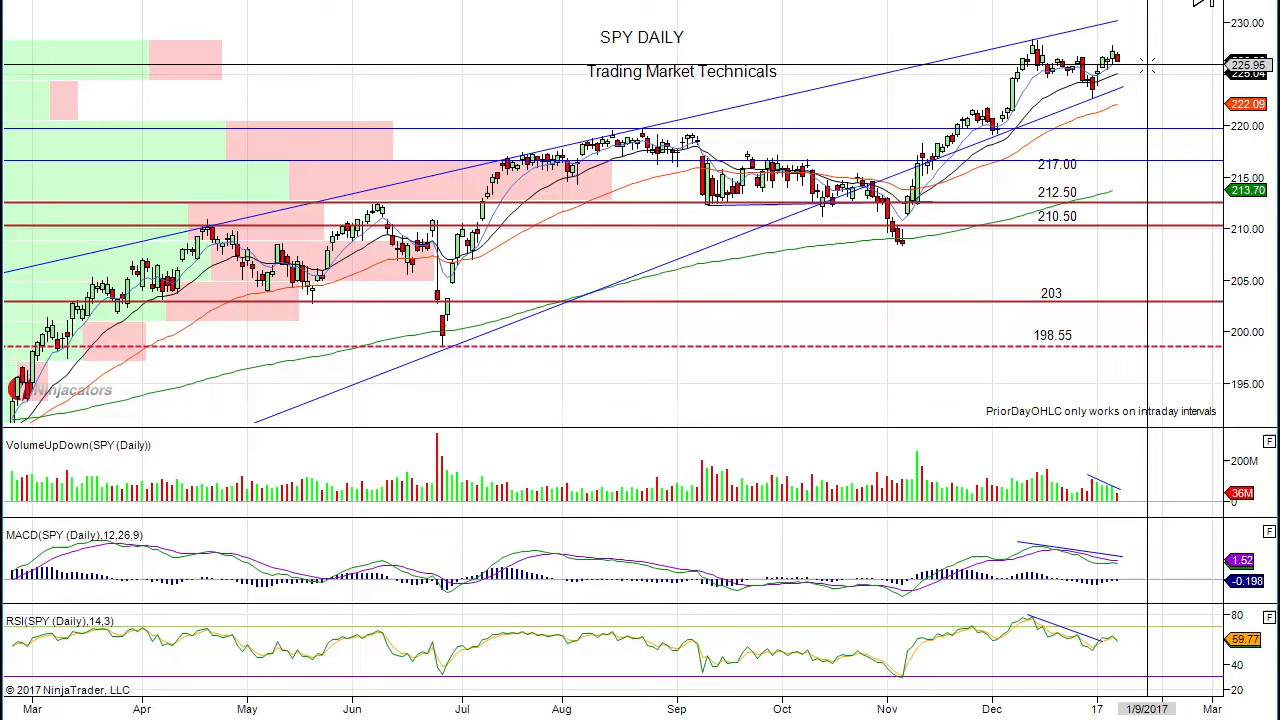 SPY DAILY
Trading Market Technicals
230.00
225.95
225.04
222.09
220.00
217.00
215.00
212.50
213.70
210.50
210.00
205.00
203
200.00
198.55
195.00
Ninjacators
PriorDayOHLC only works on intraday intervals
VolumeUpDown(SPY (Daily))
F
200M
36M
0
MACD(SPY (Daily),12,26,9)
F
1.52
-0.198
RSI(SPY (Daily),14,3)
F
80
59.77
40
20
© 2017 NinjaTrader, LLC
Mar Apr May Jun Jul Aug Sep Oct Nov Dec 17 1/9/2017 Mar